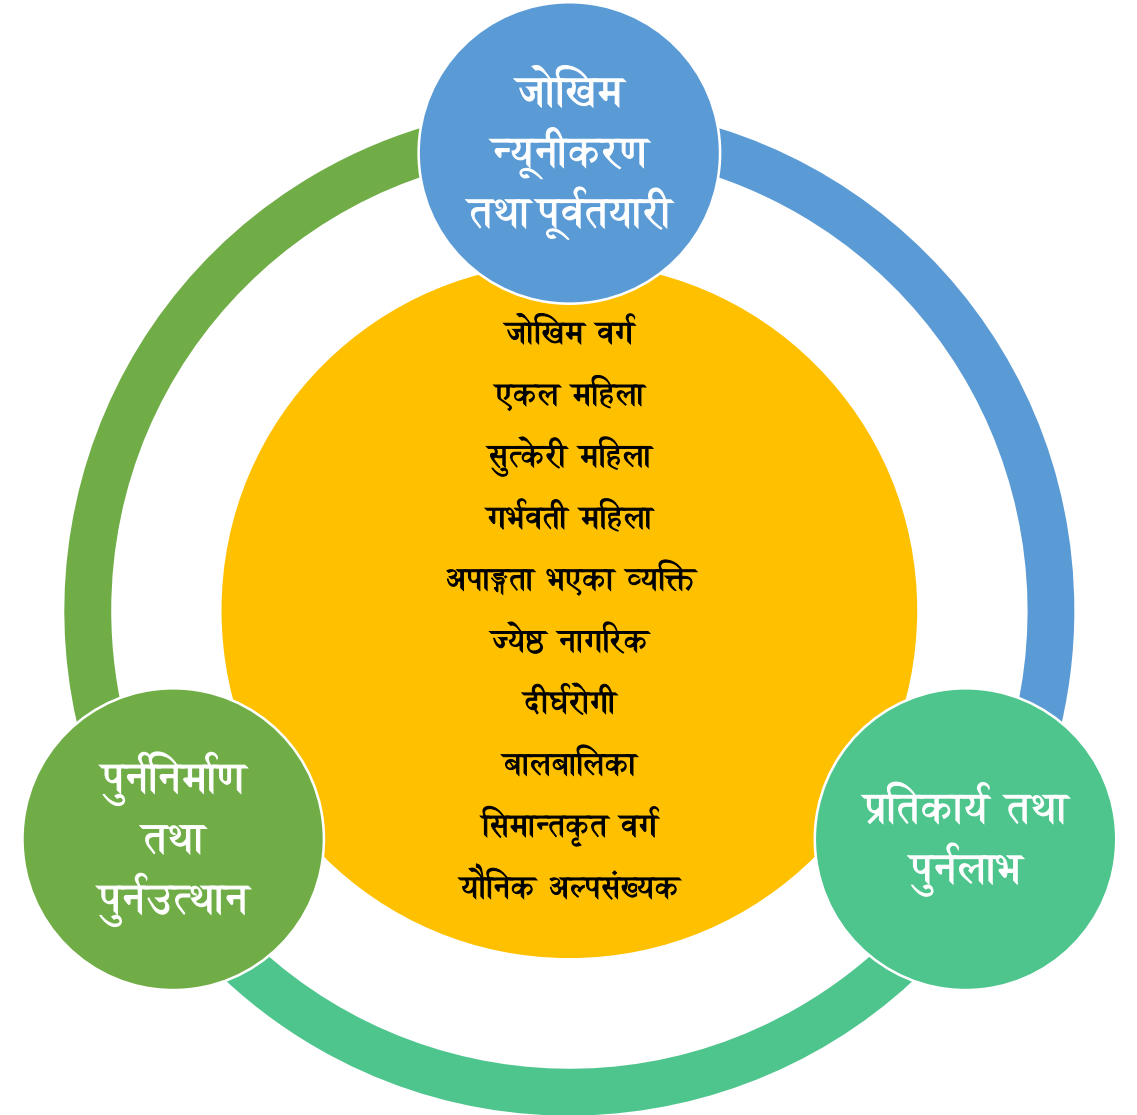 जोखिम
न्यूनीकरण
तथा पूर्वतयारी
जोखिम वर्ग
एकल महिला
सुत्केरी महिला
गर्भवती महिला
अपाङ्गता भएका व्यक्ति
ज्येष्ठ नागरिक
दीर्घरोगी
बालबालिका
सिमान्तकृत वर्ग
यौनिक अल्पसंख्यक
प्रतिकार्य तथा
पुर्नलाभ
पुर्ननिर्माण
तथा
पुर्नउत्थान